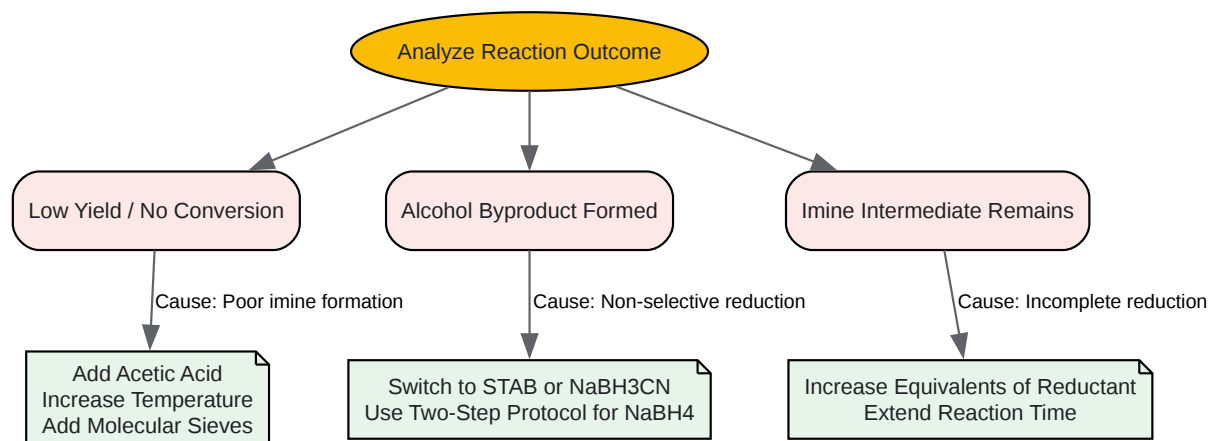 Analyze Reaction Outcome
Low Yield / No Conversion
Alcohol Byproduct Formed
Imine Intermediate Remains
Cause: Poor imine formation
Cause: Non-selective reduction
Cause: Incomplete reduction
Add Acetic Acid
Increase Temperature
Add Molecular Sieves
Switch to STAB or NaBH3CN
Use Two-Step Protocol for NaBH4
Increase Equivalents of Reductant
Extend Reaction Time